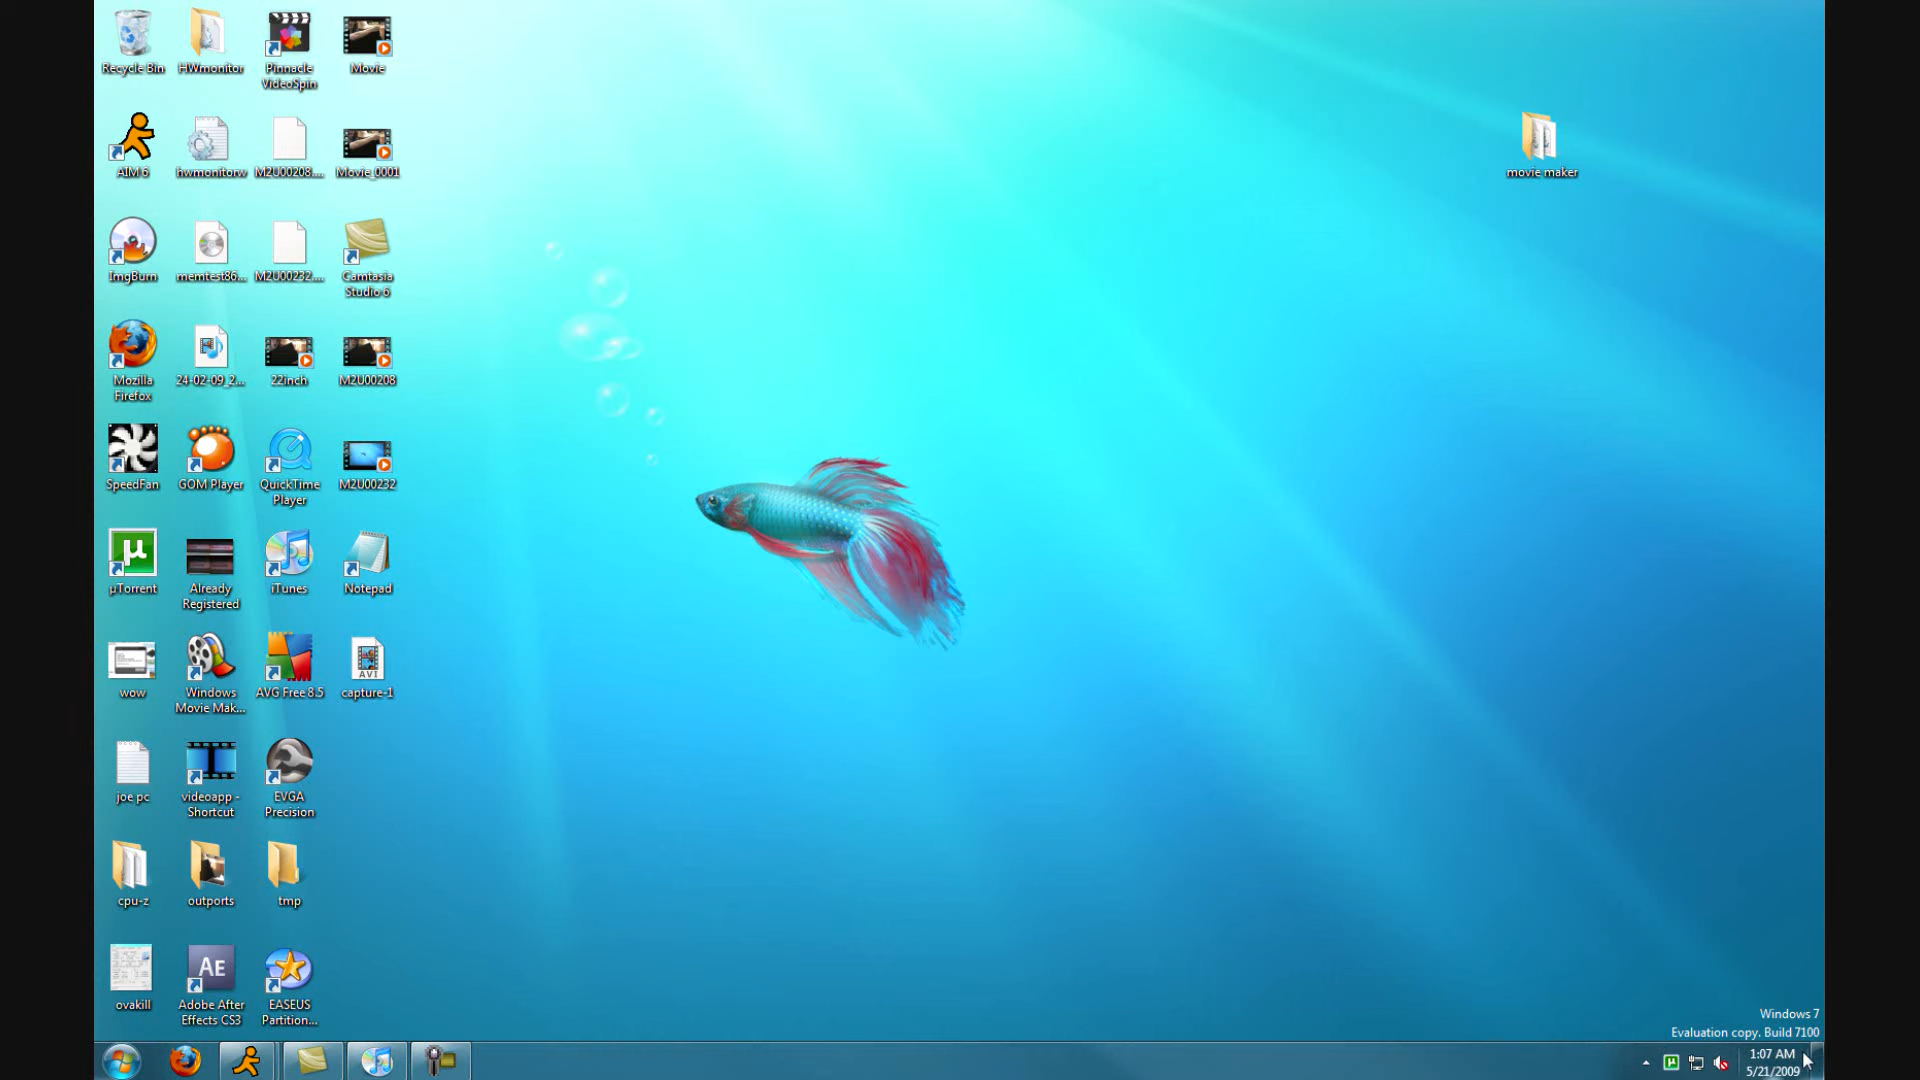 Recycle Bin
HWmonitor
Pinnacle
VideoSpin
Movie
AIM 6
hwmonitorw
M2U00208....
Movie_0001
movie maker
ImgBurn
memtest86...
M2U00232....
Camtasia
Studio 6
Mozilla
Firefox
24-02-09_2...
22inch
M2U00208
SpeedFan
GOM Player
QuickTime
Player
M2U00232
µ
µTorrent
Already
Registered
iTunes
Notepad
wow
Windows
Movie Mak...
AVG Free 8.5
AVI
capture-1
joe pc
videoapp -
Shortcut
EVGA
Precision
cpu-z
outports
tmp
ovakill
AE
Adobe After
Effects CS3
EASEUS
Partition...
Windows 7
Evaluation copy. Build 7100
µ
1:07 AM
5/21/2009